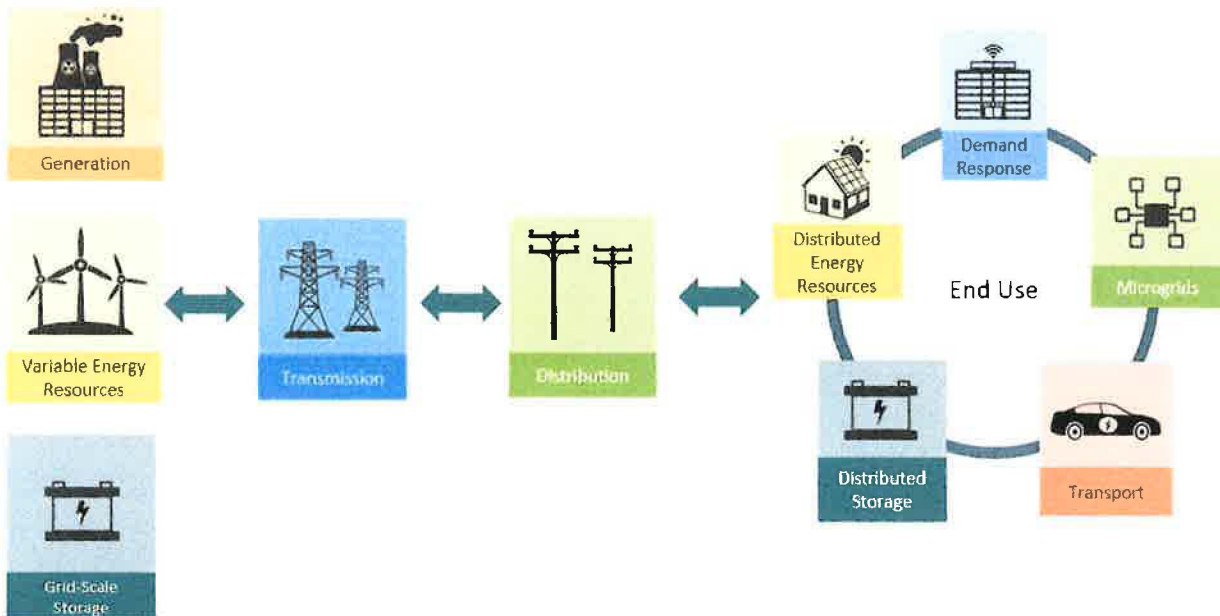 Generation
Variable Energy
Resources
Grid-Scale
Storage
Transmission
Distribution
Demand
Response
Distributed
Energy
Resources
End Use
Microgrids
Distributed
Storage
Transport